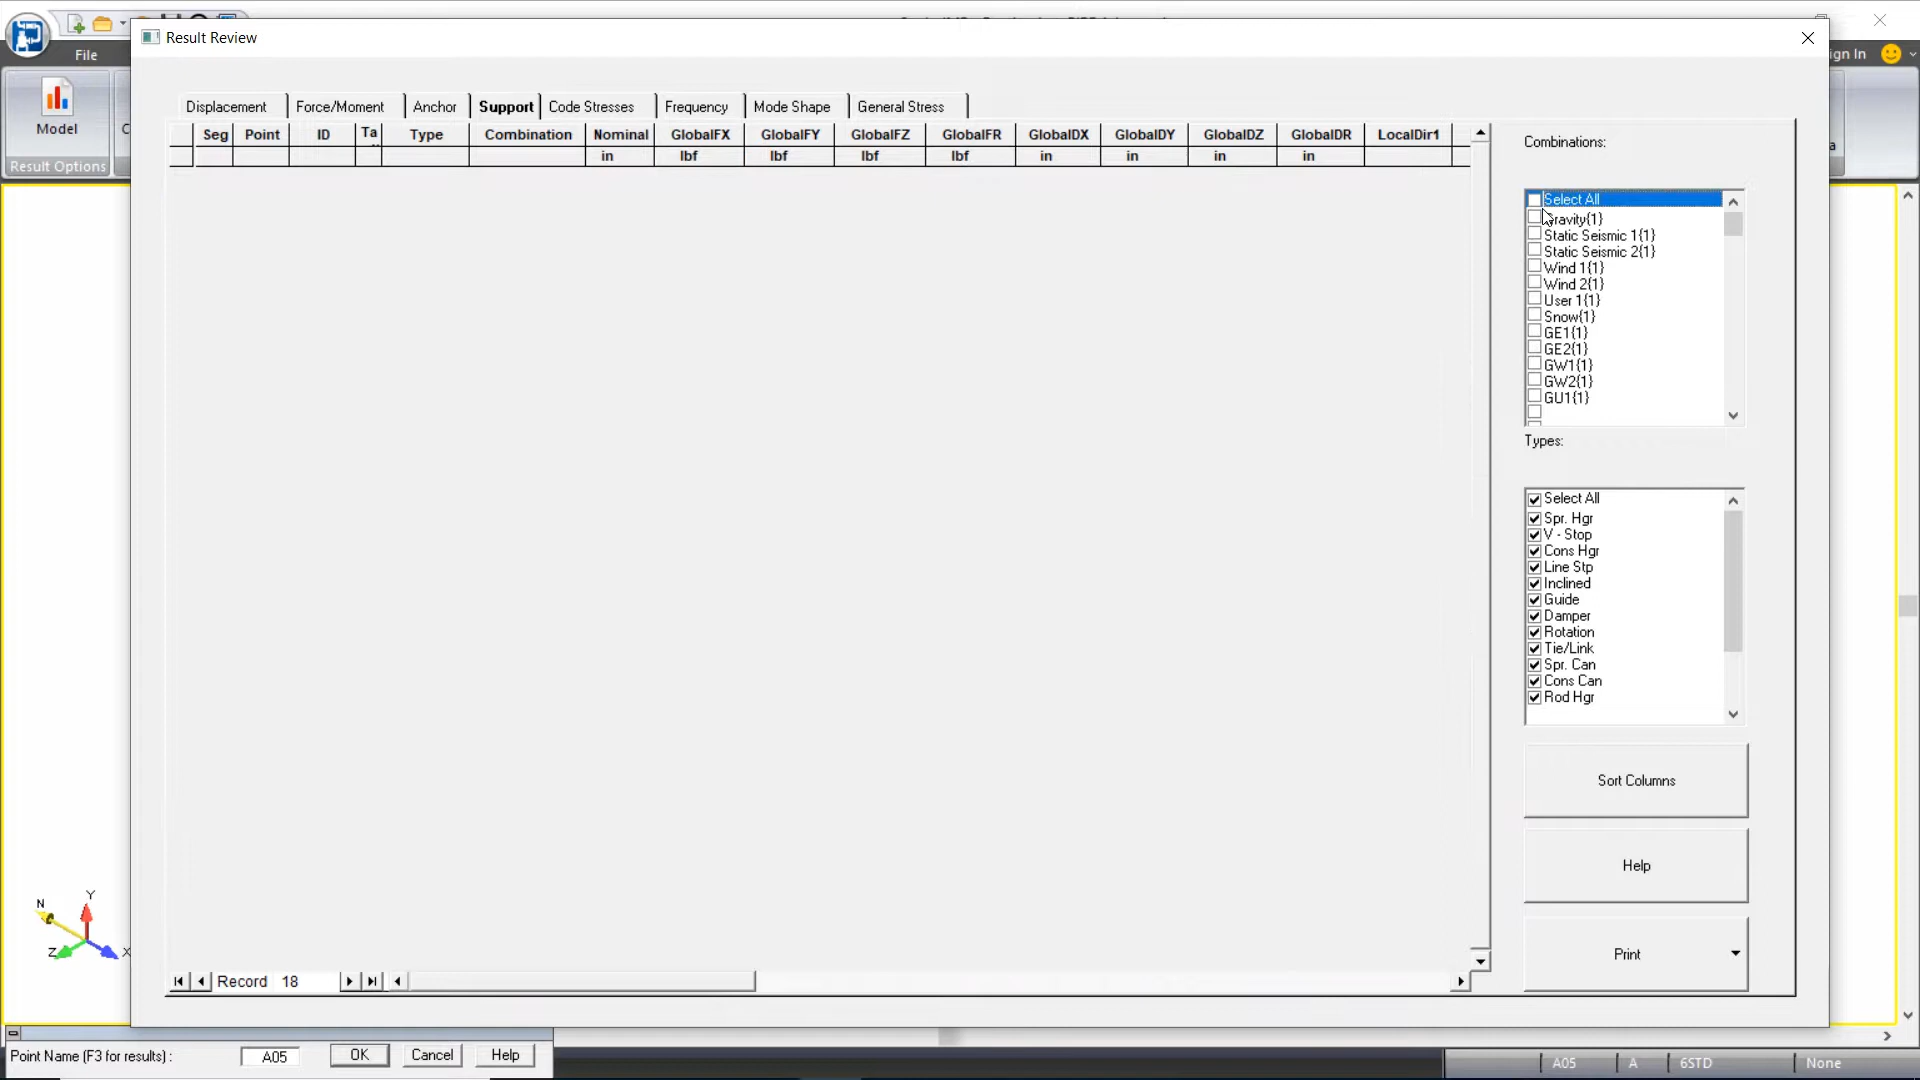 Result Review
File
ign In
Model
Result Options
Displacement Force/Moment Anchor Support Code Stresses Frequency Mode Shape General Stress
Seg Point ID Ta Type Combination Nominal GlobalFX GlobalFY GlobalFZ GlobalFR GlobalDX GlobalDY GlobalDZ GlobalDR LocalDir1
in lbf lbf lbf lbf in in in in
Combinations:
Select All
Gravity{1}
Static Seismic 1{1}
Static Seismic 2{1}
Wind 1{1}
Wind 2{1}
User 1{1}
Snow{1}
GE1{1}
GE2{1}
GW1{1}
GW2{1}
GU1{1}
Types:
Select All
Spr. Hgr
V - Stop
Cons Hgr
Line Stp
Inclined
Guide
Damper
Rotation
Tie/Link
Spr. Can
Cons Can
Rod Hgr
Sort Columns
Help
Print
N Y
Z X
Record 18
Point Name (F3 for results) : A05 OK Cancel Help
A05 A 6STD None